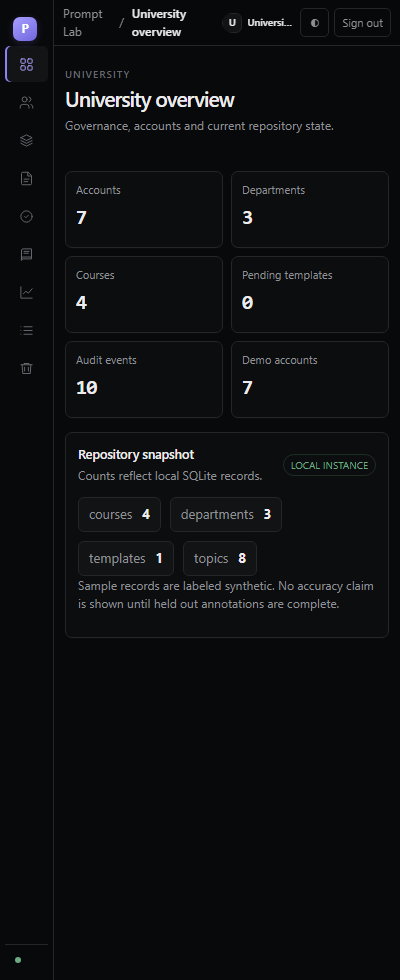 P
Prompt Lab / University overview
U Universi... Sign out
UNIVERSITY
University overview
Governance, accounts and current repository state.
Accounts
7
Departments
3
Courses
4
Pending templates
0
Audit events
10
Demo accounts
7
Repository snapshot
Counts reflect local SQLite records.
LOCAL INSTANCE
courses 4
departments 3
templates 1
topics 8
Sample records are labeled synthetic. No accuracy claim
is shown until held out annotations are complete.